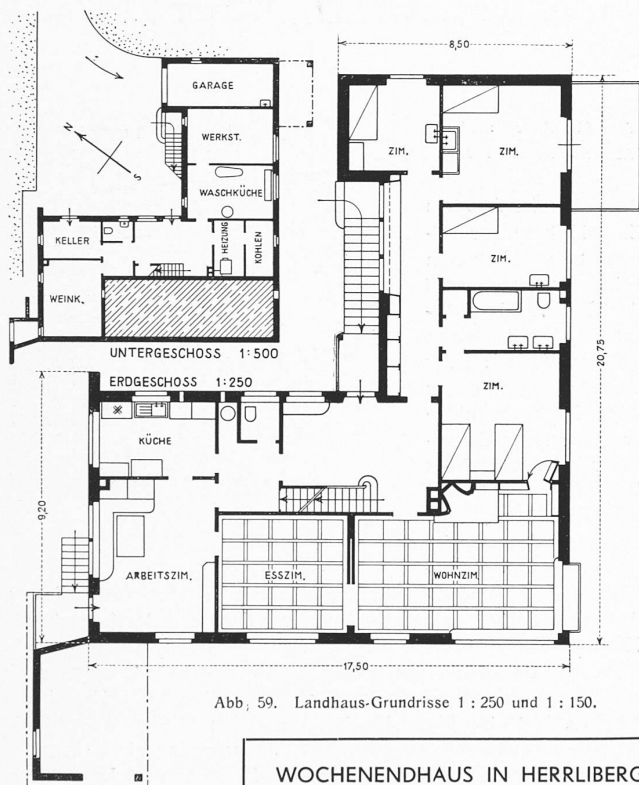 8,50
GARAGE
WERKST.
N
S
ZIM.
ZIM.
WASCHKÜCHE
KELLER
HEIZUNG
KOHLEN
ZIM.
WEINK.
UNTERGESCHOSS 1:500
20,75
ERDGESCHOSS 1:250
ZIM.
KÜCHE
9,20
ARBEITSZIM.
ESSZIM.
WOHNZIM.
17,50
Abb. 59. Landhaus-Grundrisse 1 : 250 und 1 : 150.
WOCHENENDHAUS IN HERRLIBERG